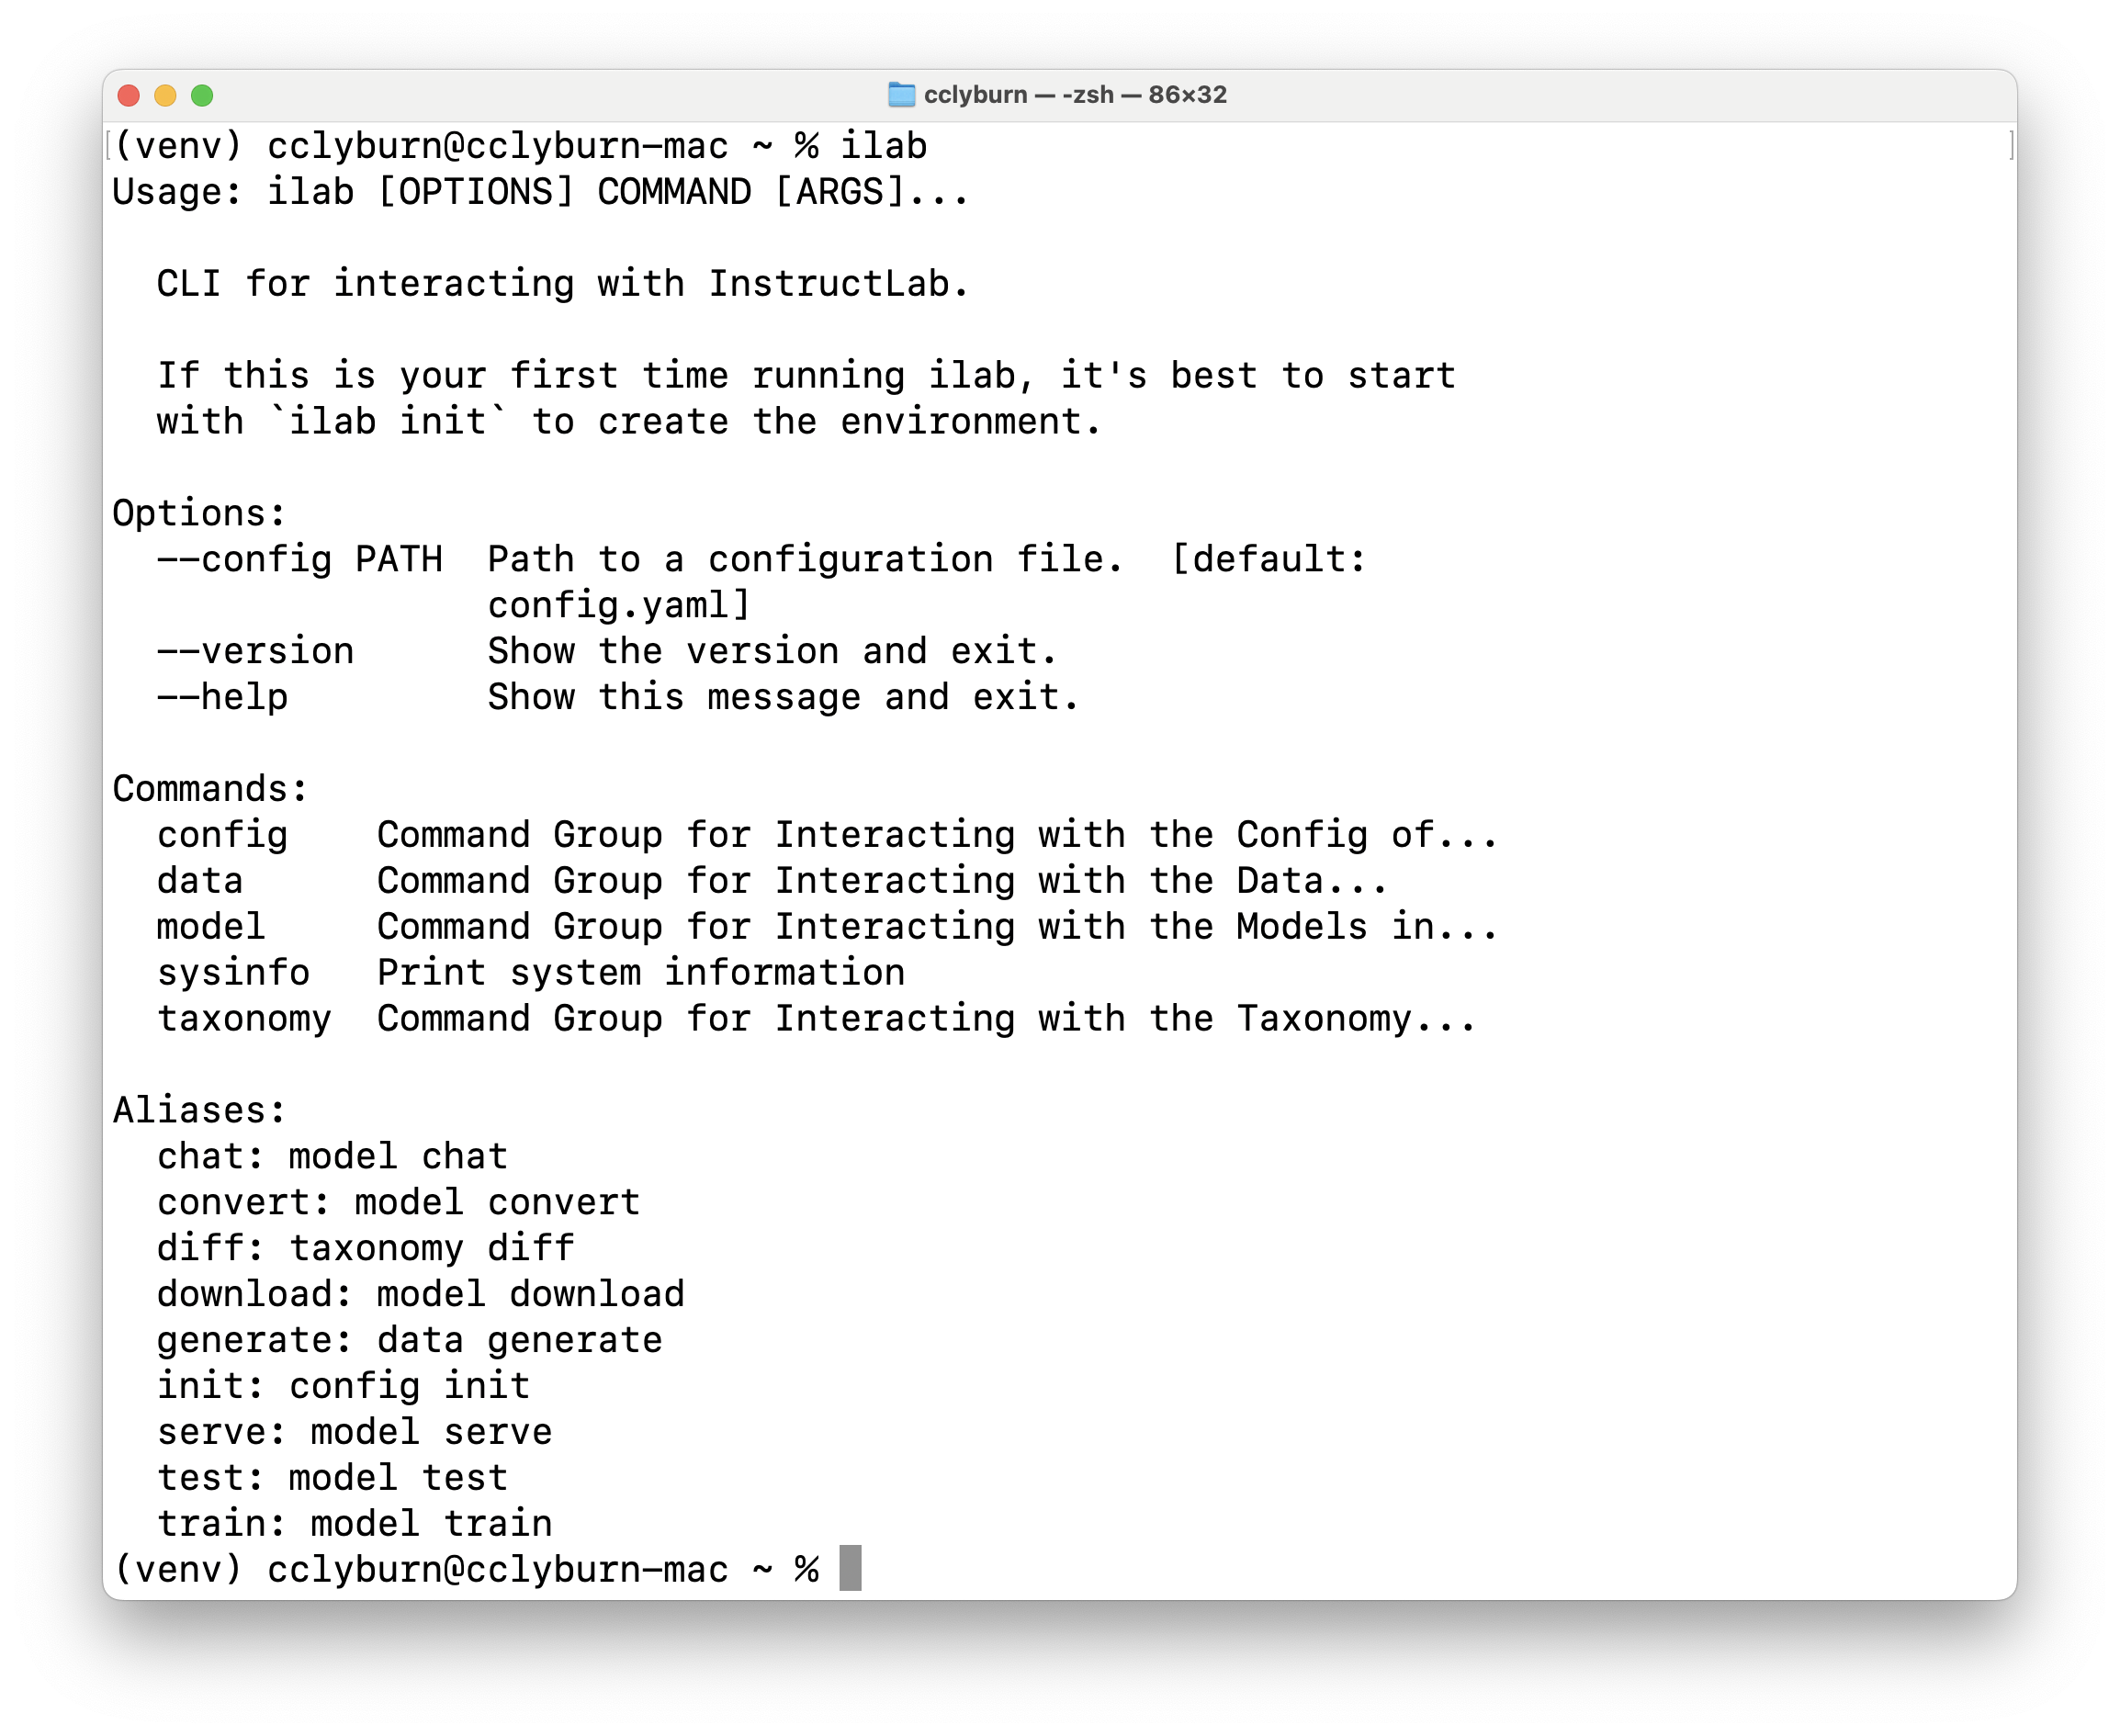 cclyburn — -zsh — 86×32
(venv) cclyburn@cclyburn-mac ~ % ilab
Usage: ilab [OPTIONS] COMMAND [ARGS]...

  CLI for interacting with InstructLab.

  If this is your first time running ilab, it's best to start
  with `ilab init` to create the environment.

Options:
  --config PATH  Path to a configuration file.  [default:
                 config.yaml]
  --version      Show the version and exit.
  --help         Show this message and exit.

Commands:
  config    Command Group for Interacting with the Config of...
  data      Command Group for Interacting with the Data...
  model     Command Group for Interacting with the Models in...
  sysinfo   Print system information
  taxonomy  Command Group for Interacting with the Taxonomy...

Aliases:
  chat: model chat
  convert: model convert
  diff: taxonomy diff
  download: model download
  generate: data generate
  init: config init
  serve: model serve
  test: model test
  train: model train
(venv) cclyburn@cclyburn-mac ~ %